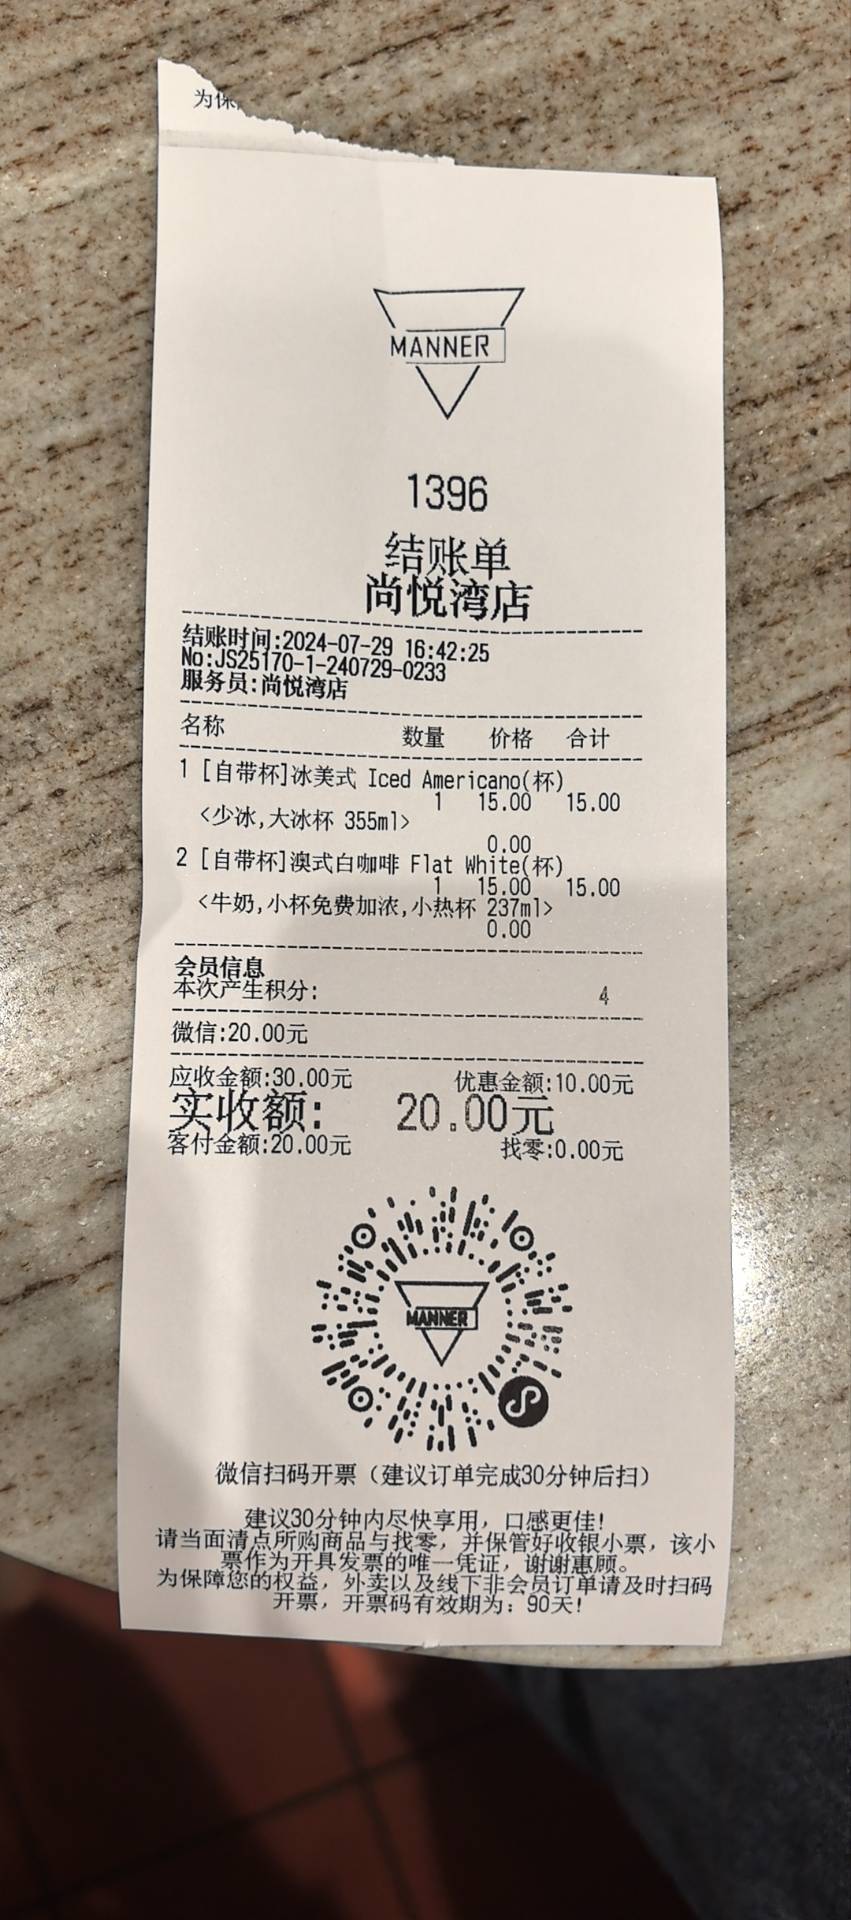 为保
MANNER
1396
结账单
尚悦湾店
结账时间:2024-07-29 16:42:25
No:JS25170-1-240729-0233
服务员:尚悦湾店
名称 数量 价格 合计
1 [自带杯]冰美式 Iced Americano(杯)
1 15.00 15.00
<少冰,大冰杯 355ml>
0.00
2 [自带杯]澳式白咖啡 Flat White(杯)
1 15.00 15.00
<牛奶,小杯免费加浓,小热杯 237ml>
0.00
会员信息
本次产生积分: 4
微信:20.00元
应收金额:30.00元 优惠金额:10.00元
实收额: 20.00元
客付金额:20.00元 找零:0.00元
MANNER
微信扫码开票（建议订单完成30分钟后扫）
建议30分钟内尽快享用，口感更佳!
请当面清点所购商品与找零，并保管好收银小票，该小
票作为开具发票的唯一凭证，谢谢惠顾。
为保障您的权益，外卖以及线下非会员订单请及时扫码
开票，开票码有效期为：90天!